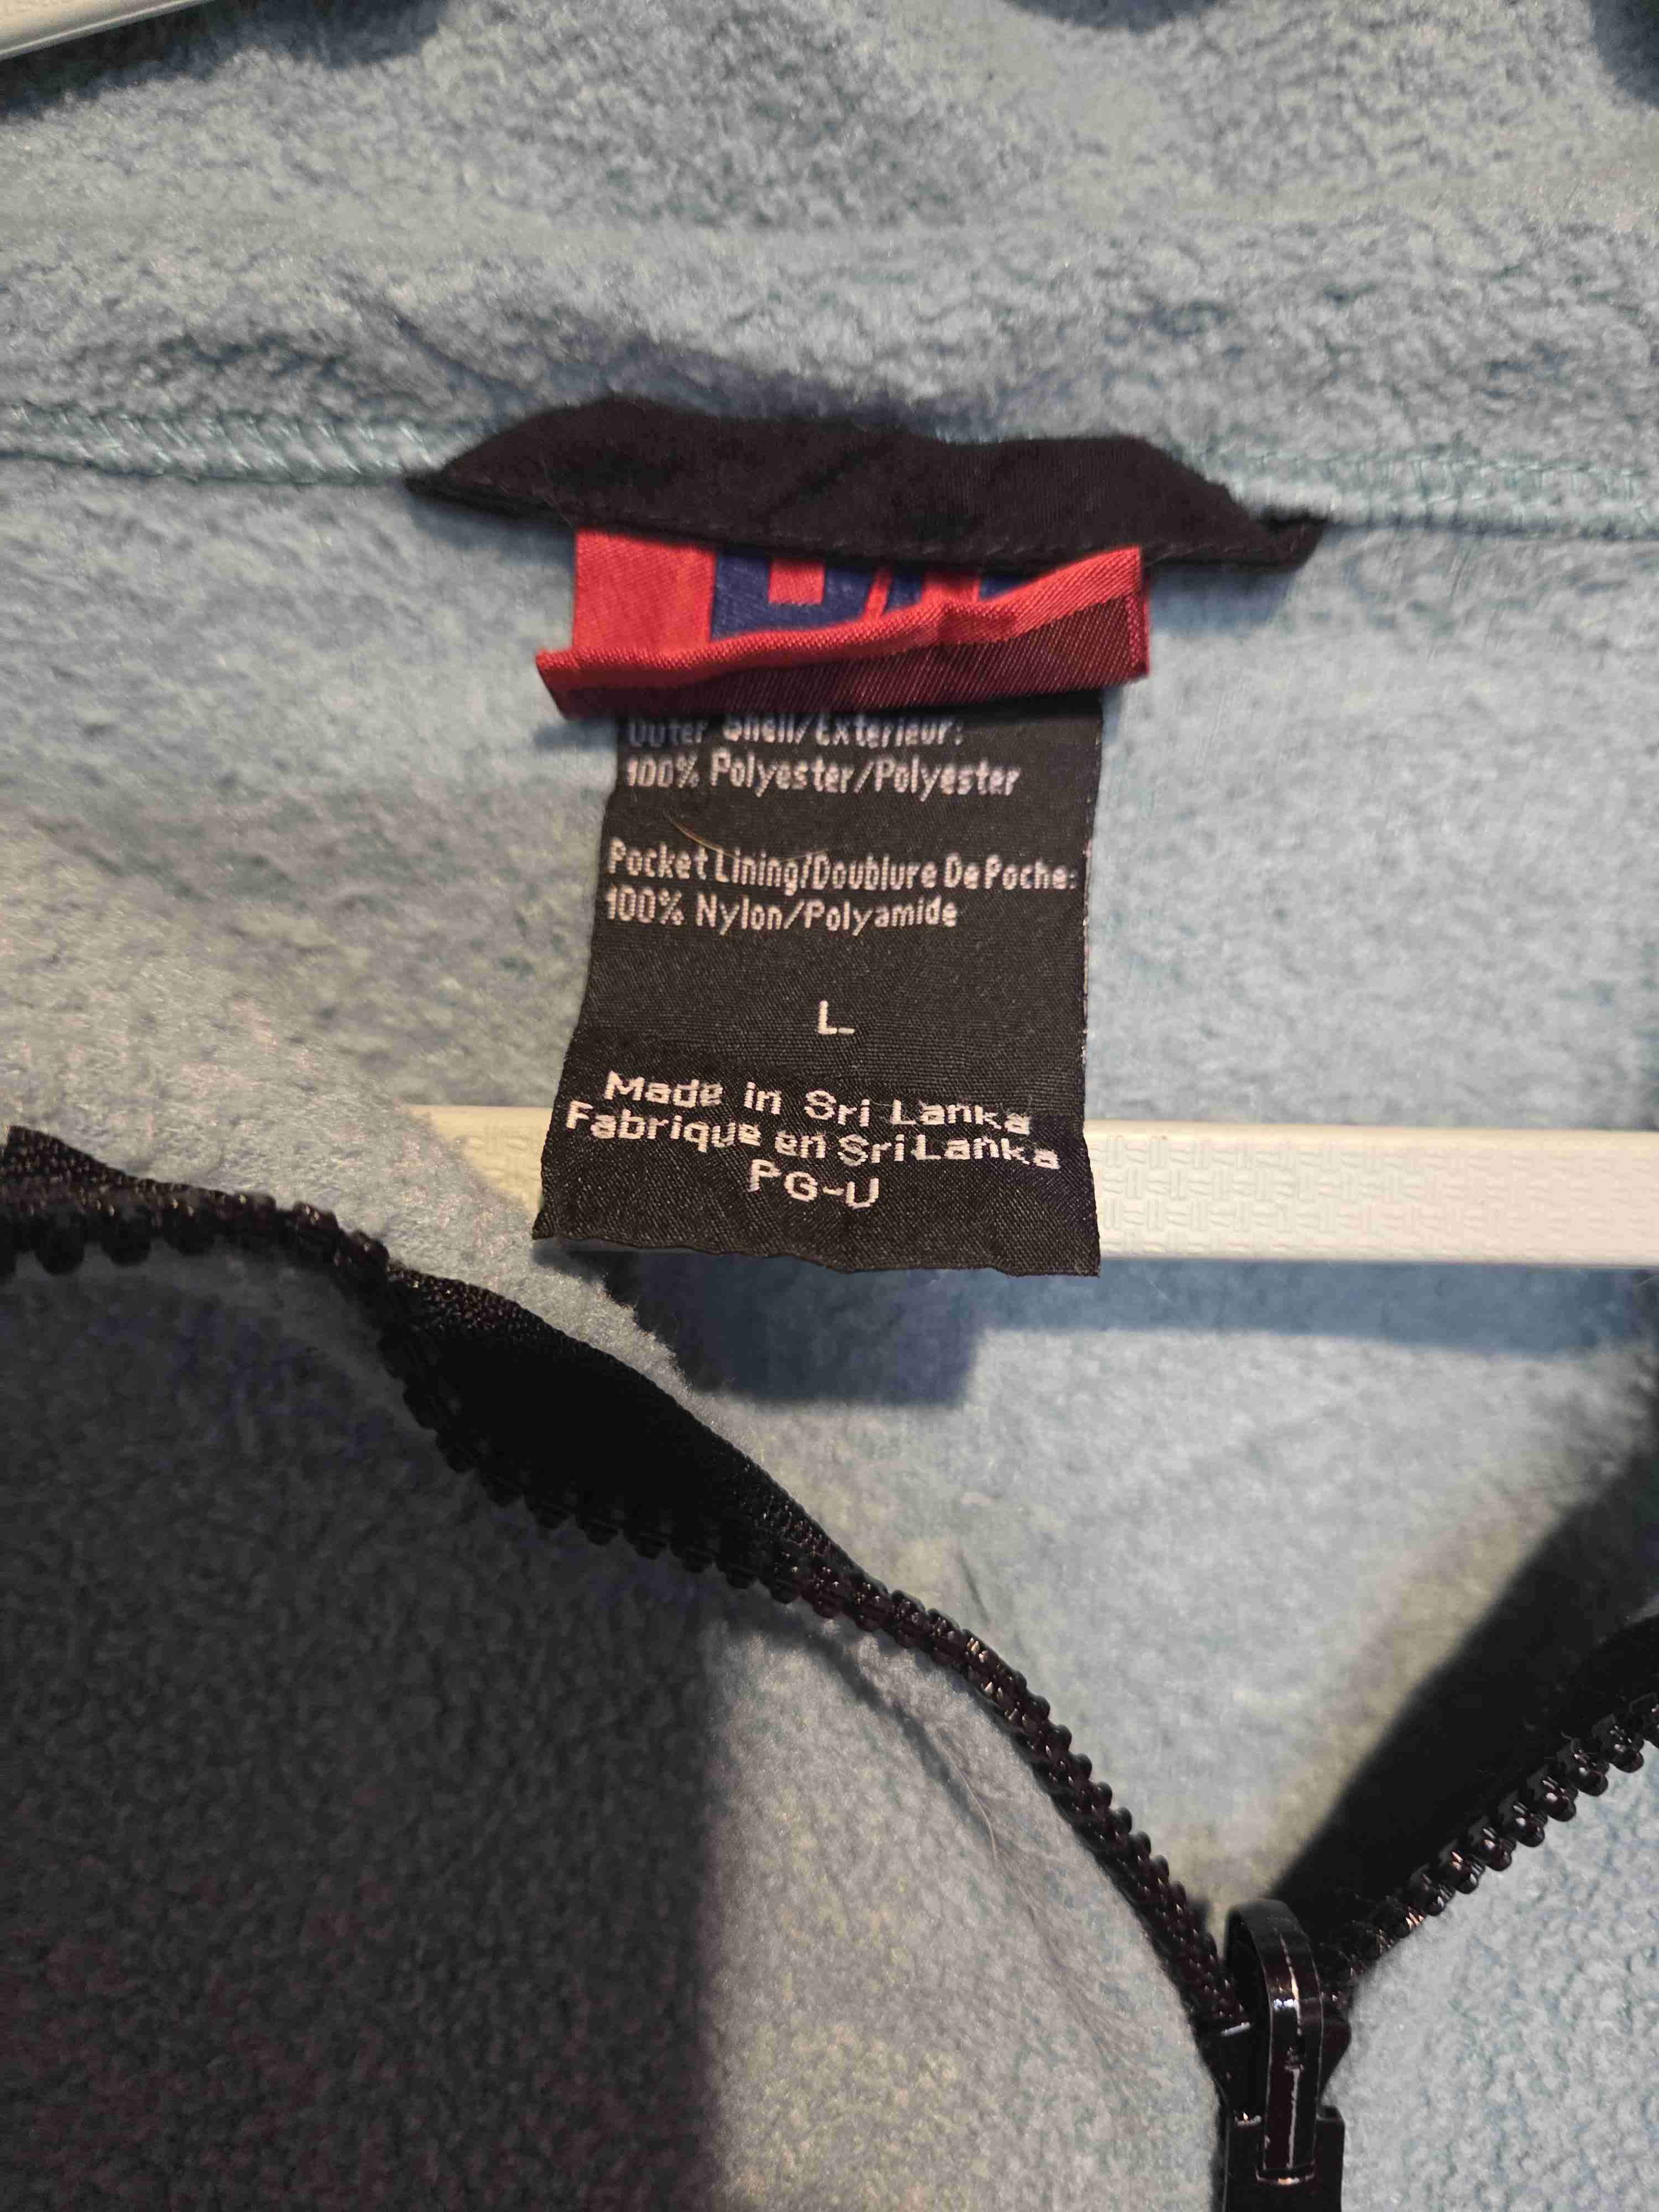 Outer Shell/Exterieur:
100% Polyester/Polyester
Pocket Lining/Doublure De Poche:
100% Nylon/Polyamide
L
Made in Sri Lanka
Fabrique en Sri Lanka
PG-U